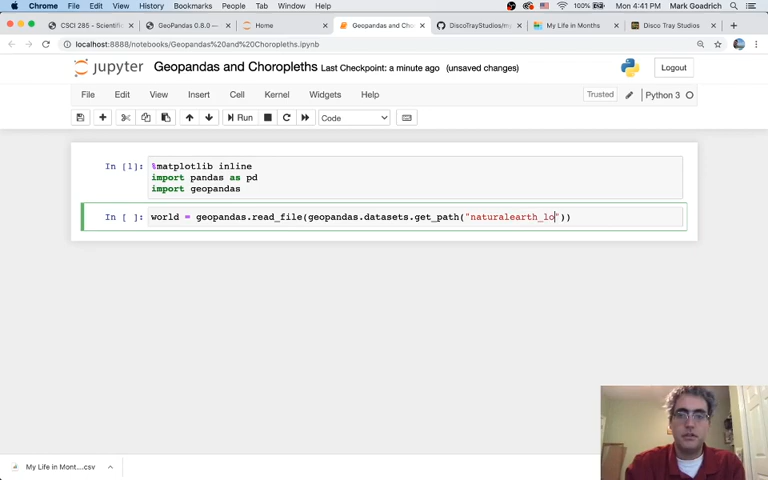 Chrome File Edit View History Bookmarks People Tab Window Help 100% Mon 4:41 PM Mark Goadrich
CSCI 285 - Scientific GeoPandas 0.8.0 — Home Geopandas and Cho DiscoTrayStudios/m My Life in Months Disco Tray Studios
localhost:8888/notebooks/Geopandas%20and%20Choropleths.ipynb
jupyter Geopandas and Choropleths Last Checkpoint: a minute ago (unsaved changes) Logout
File Edit View Insert Cell Kernel Widgets Help Trusted Python 3
Run Code
In [1]: %matplotlib inline
import pandas as pd
import geopandas
In [ ]: world = geopandas.read_file(geopandas.datasets.get_path("naturalearth_lo"))
My Life in Mont....csv